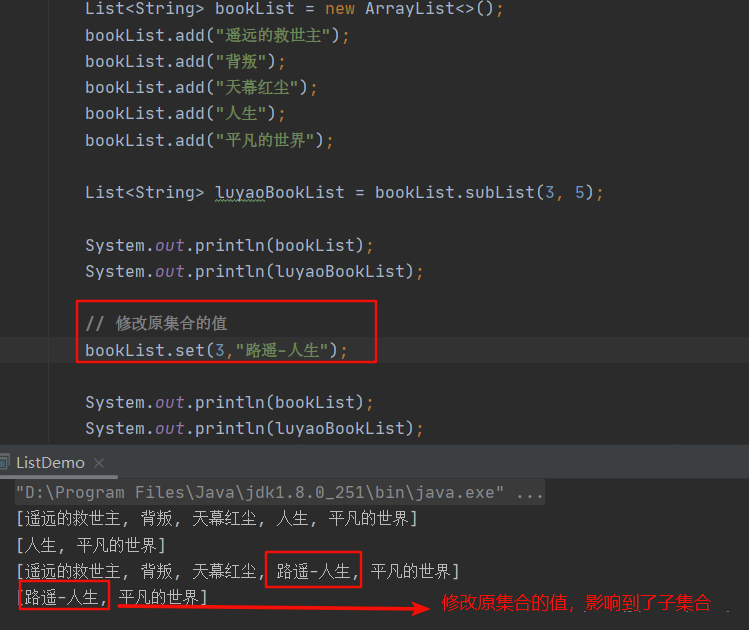 List<String> bookList = new ArrayList<>();
bookList.add("遥远的救世主");
bookList.add("背叛");
bookList.add("天幕红尘");
bookList.add("人生");
bookList.add("平凡的世界");
List<String> luyaoBookList = bookList.subList(3, 5);
System.out.println(bookList);
System.out.println(luyaoBookList);
// 修改原集合的值
bookList.set(3,"路遥-人生");
System.out.println(bookList);
System.out.println(luyaoBookList);
ListDemo ×
"D:\Program Files\Java\jdk1.8.0_251\bin\java.exe" ...
[遥远的救世主, 背叛, 天幕红尘, 人生, 平凡的世界]
[人生, 平凡的世界]
[遥远的救世主, 背叛, 天幕红尘, 路遥-人生, 平凡的世界]
[路遥-人生, 平凡的世界]
修改原集合的值，影响到了子集合